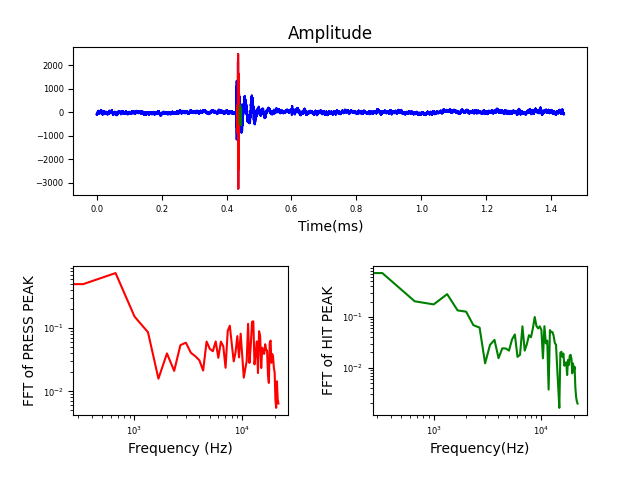 Amplitude
2000
1000
0
−1000
−2000
−3000
0.0 0.2 0.4 0.6 0.8 1.0 1.2 1.4
Time(ms)
FFT of PRESS PEAK
10⁻¹
10⁻²
10³ 10⁴
Frequency (Hz)
FFT of HIT PEAK
10⁻¹
10⁻²
10³ 10⁴
Frequency(Hz)